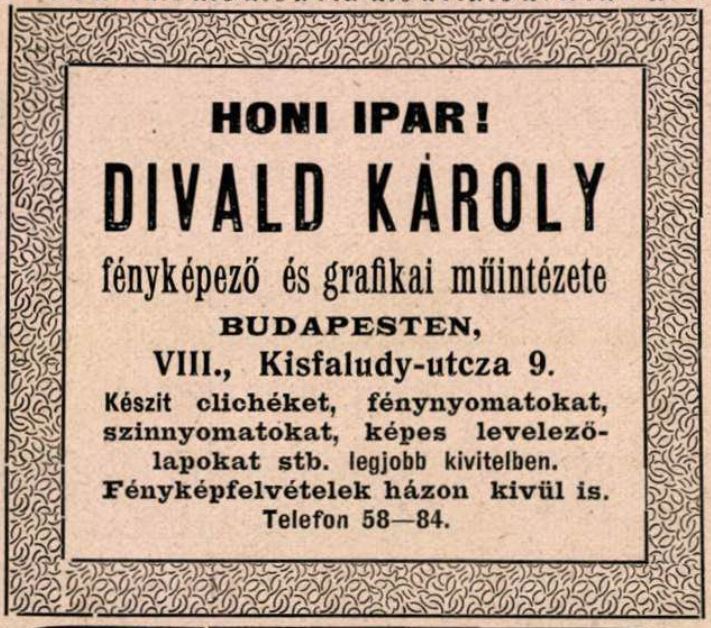 HONI IPAR!
DIVALD KÁROLY
fényképező és grafikai műintézete
BUDAPESTEN,
VIII., Kisfaludy-utcza 9.
Készit clichéket, fénynyomatokat,
szinnyomatokat, képes levelező-
lapokat stb. legjobb kivitelben.
Fényképfelvételek házon kivül is.
Telefon 58—84.